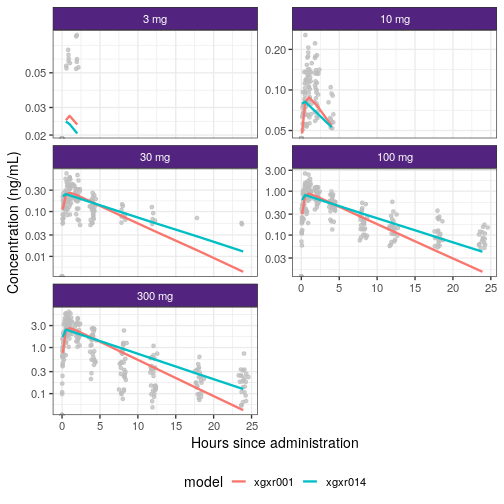 3 mg
10 mg
0.05
0.03
0.02
0.20
0.10
0.05
30 mg
100 mg
0.30
0.10
0.03
0.01
3.00
1.00
0.30
0.10
0.03
0 5 10 15 20 25
300 mg
3.0
1.0
0.3
0.1
0 5 10 15 20 25
Concentration (ng/mL)
Hours since administration
model xgxr001 xgxr014